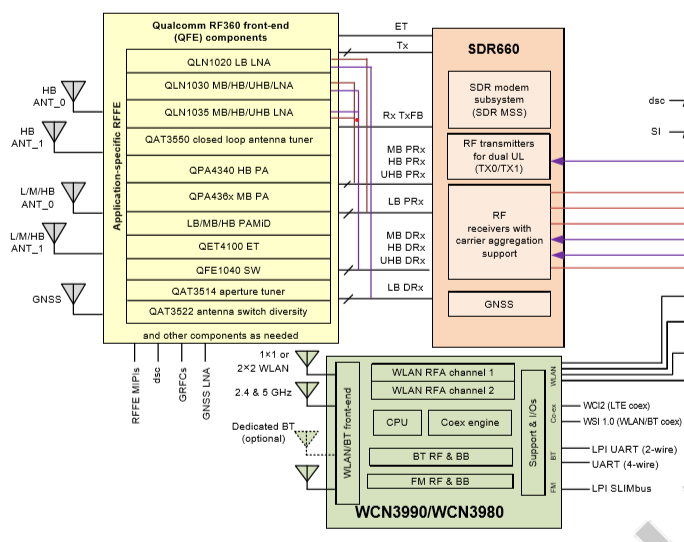 Qualcomm RF360 front-end
(QFE) components
Application-specific RFFE
QLN1020 LB LNA
QLN1030 MB/HB/UHB/LNA
QLN1035 MB/HB/UHB LNA
QAT3550 closed loop antenna tuner
QPA4340 HB PA
QPA436x MB PA
LB/MB/HB PAMiD
QET4100 ET
QFE1040 SW
QAT3514 aperture tuner
QAT3522 antenna switch diversity
and other components as needed
HB
ANT_0
HB
ANT_1
L/M/HB
ANT_0
L/M/HB
ANT_1
GNSS
RFFE MIPIs
dsc
GRFCs
GNSS LNA
ET
Tx
Rx TxFB
MB PRx
HB PRx
UHB PRx
LB PRx
MB DRx
HB DRx
UHB DRx
LB DRx
SDR660
SDR modem
subsystem
(SDR MSS)
RF transmitters
for dual UL
(TX0/TX1)
RF
receivers with
carrier aggregation
support
GNSS
dsc
SI
1×1 or
2×2 WLAN
2.4 & 5 GHz
Dedicated BT
(optional)
WLAN/BT front-end
WLAN RFA channel 1
WLAN RFA channel 2
CPU
Coex engine
BT RF & BB
FM RF & BB
Support & I/Os
WLAN
Co-ex
BT
FM
WCN3990/WCN3980
WCI2 (LTE coex)
WSI 1.0 (WLAN/BT coex)
LPI UART (2-wire)
UART (4-wire)
LPI SLIMbus